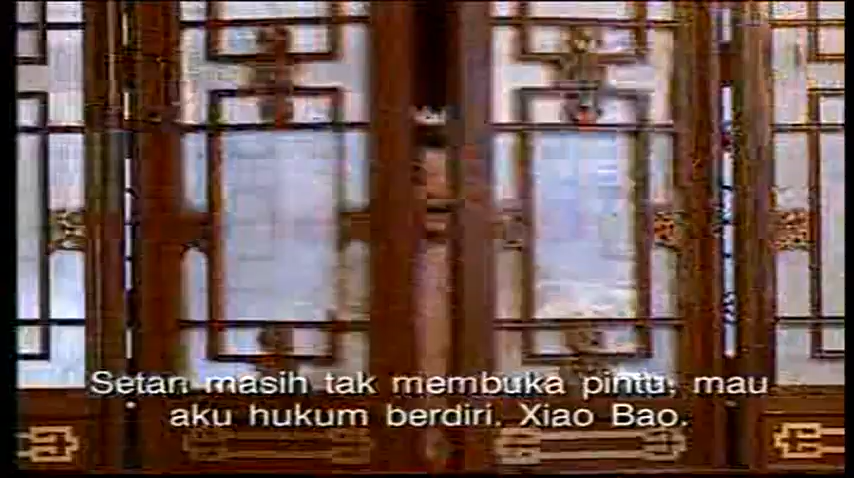 Setan masih tak membuka pintu, mau
aku hukum berdiri. Xiao Bao.